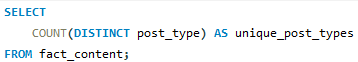 SELECT
COUNT(DISTINCT post_type) AS unique_post_types
FROM fact_content;